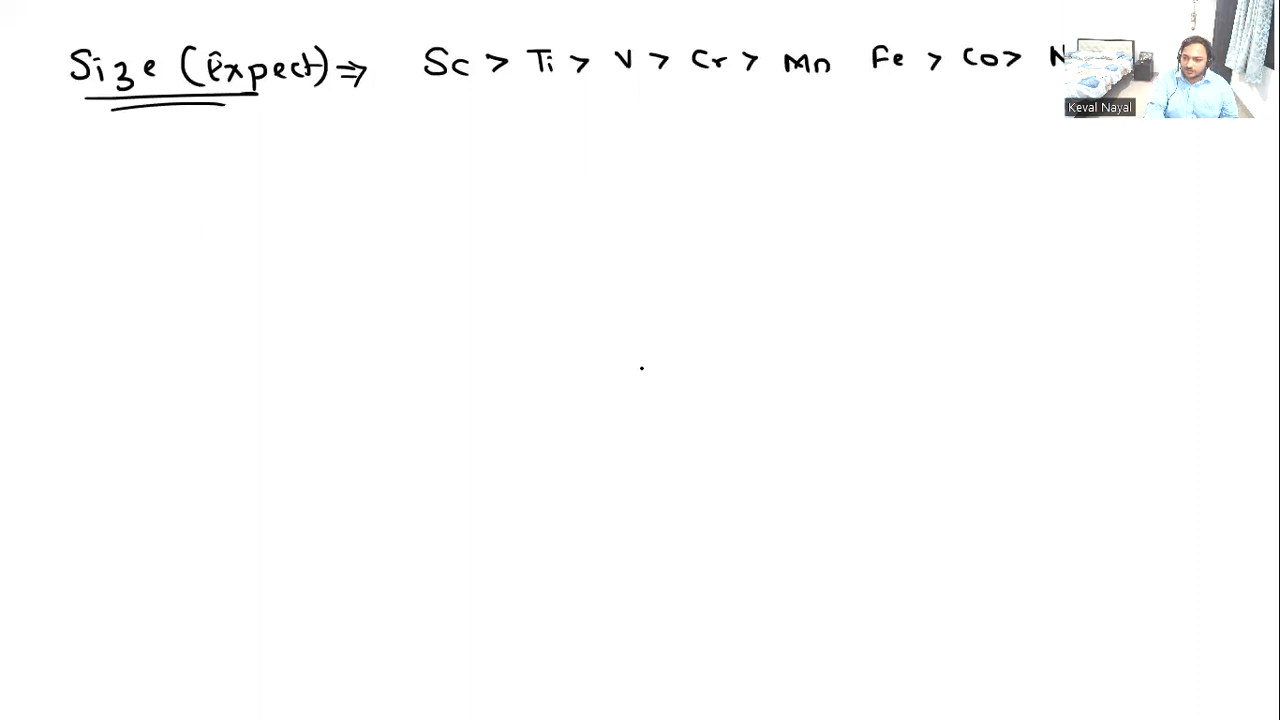 Size (Expect) ⇒ Sc > Ti > V > Cr > Mn Fe > Co > N
Keval Nayal